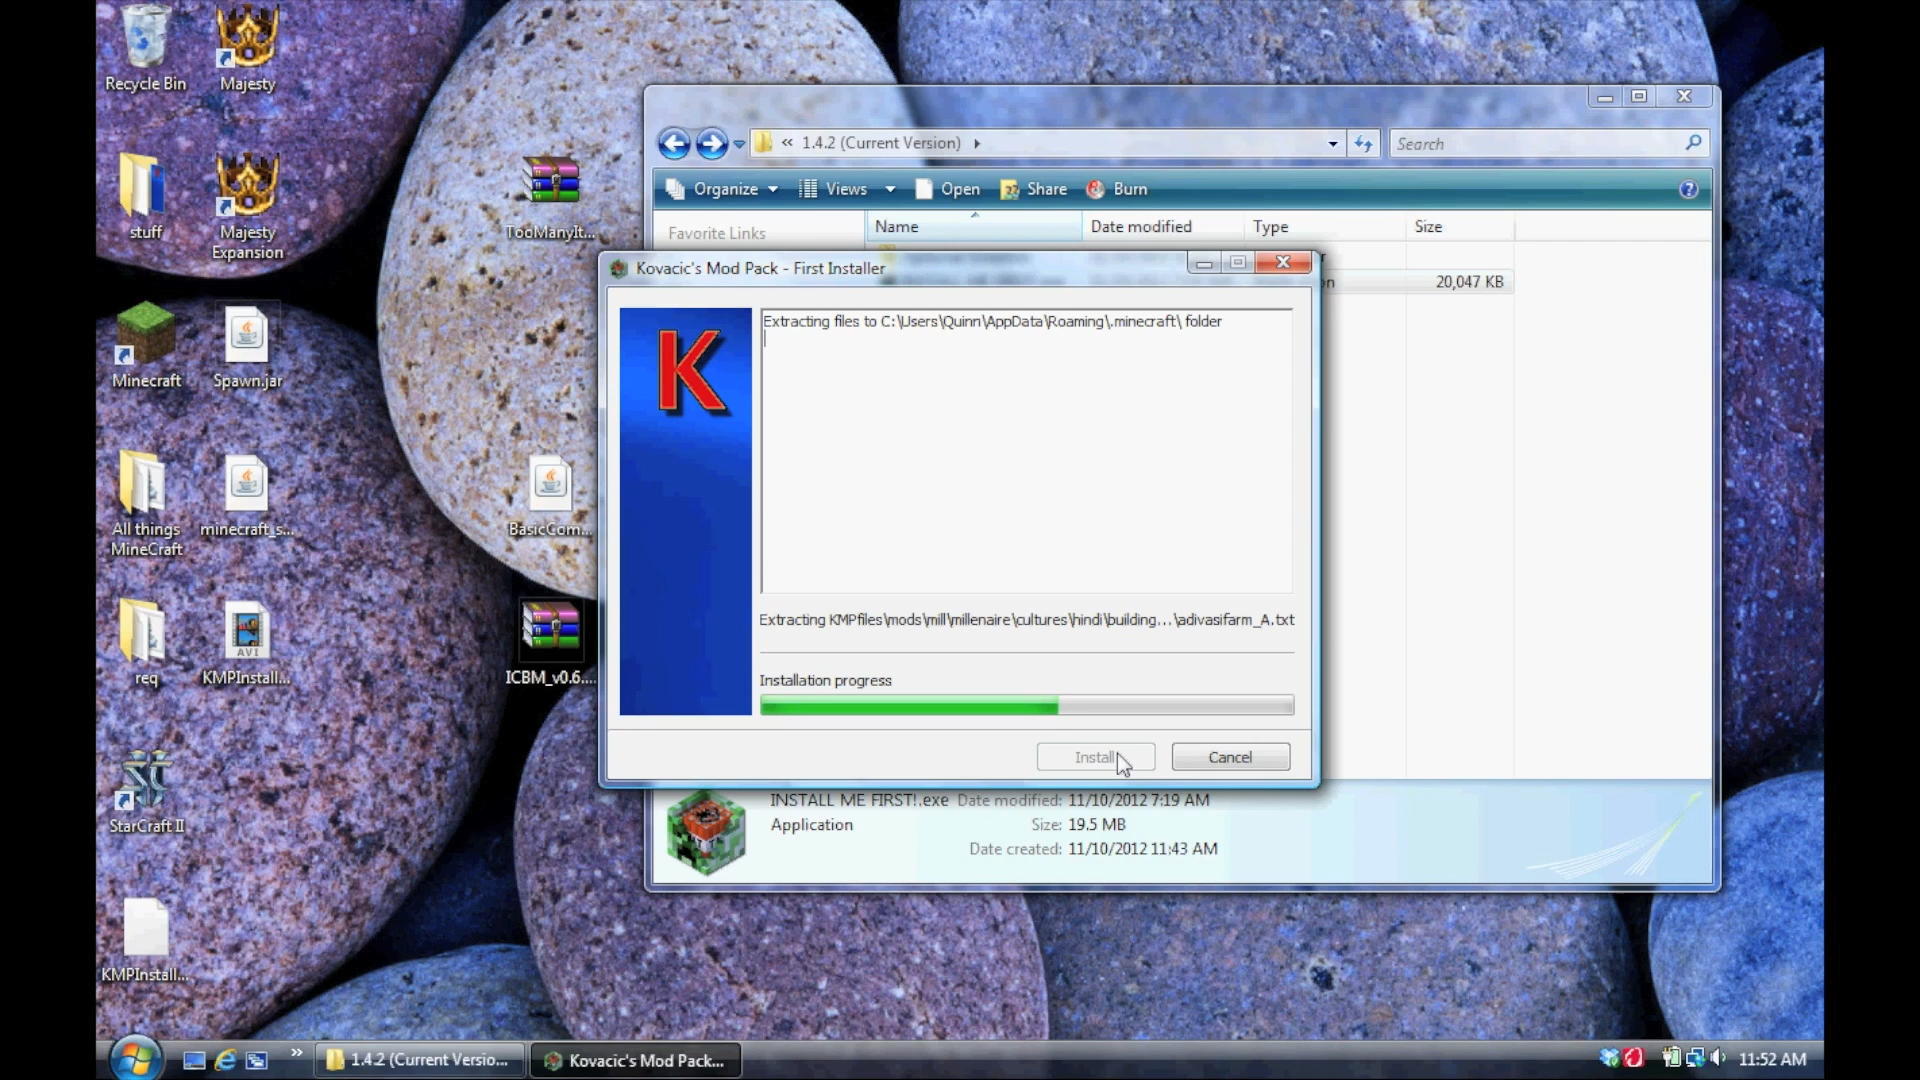 Recycle Bin
Majesty
stuff
Majesty
Expansion
TooManyIt...
Minecraft
Spawn.jar
All things
MineCraft
minecraft_s...
BasicCom...
req
AVI
KMPInstall...
ICBM_v0.6....
StarCraft II
KMPInstall...
« 1.4.2 (Current Version)
Search
Organize
Views
Open
Share
Burn
Favorite Links
Name
Date modified
Type
Size
20,047 KB
Kovacic's Mod Pack - First Installer
K
Extracting files to C:\Users\Quinn\AppData\Roaming\.minecraft\ folder
Extracting KMPfiles\mods\mill\millenaire\cultures\hindi\building...\adivasifarm_A.txt
Installation progress
Install
Cancel
INSTALL ME FIRST!.exe Date modified: 11/10/2012 7:19 AM
Application Size: 19.5 MB
Date created: 11/10/2012 11:43 AM
1.4.2 (Current Versio...
Kovacic's Mod Pack...
11:52 AM